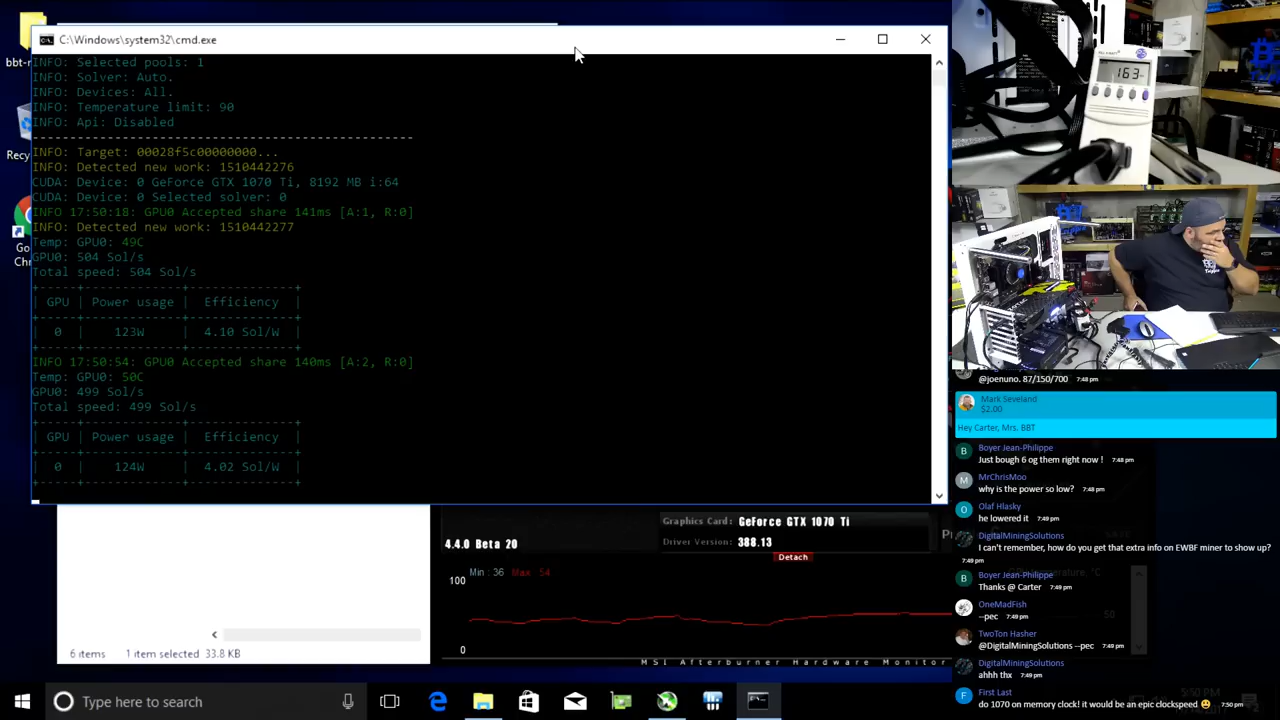 C:\Windows\system32\cmd.exe
INFO: Selected pools: 1
INFO: Solver: Auto.
INFO: Devices: All.
INFO: Temperature limit: 90
INFO: Api: Disabled
INFO: Target: 00028f5c00000000...
INFO: Detected new work: 1510442276
CUDA: Device: 0 GeForce GTX 1070 Ti, 8192 MB i:64
CUDA: Device: 0 Selected solver: 0
INFO 17:50:18: GPU0 Accepted share 141ms [A:1, R:0]
INFO: Detected new work: 1510442277
Temp: GPU0: 49C
GPU0: 504 Sol/s
Total speed: 504 Sol/s
+-----+-------------+--------------+
| GPU | Power usage | Efficiency |
| 0 | 123W | 4.10 Sol/W |
INFO 17:50:54: GPU0 Accepted share 140ms [A:2, R:0]
Temp: GPU0: 50C
GPU0: 499 Sol/s
Total speed: 499 Sol/s
| GPU | Power usage | Efficiency |
| 0 | 124W | 4.02 Sol/W |
bbt-
Recy
Go
Chr
6 items 1 item selected 33.8 KB
4.4.0 Beta 20
Graphics Card: GeForce GTX 1070 Ti
Driver Version: 388.13
Detach
100
Min : 36 Max : 54
0
MSI Afterburner Hardware Monitor
50
Type here to search
5:50 PM
163
@joenuno. 87/150/700 7:48 pm
Mark Seveland
$2.00
Hey Carter, Mrs. BBT
B
Boyer Jean-Philippe
Just bough 6 og them right now ! 7:48 pm
M
MrChrisMoo
why is the power so low? 7:48 pm
O
Olaf Hlasky
he lowered it 7:49 pm
DigitalMiningSolutions
I can't remember, how do you get that extra info on EWBF miner to show up?
7:49 pm
B
Boyer Jean-Philippe
Thanks @ Carter 7:49 pm
OneMadFish
--pec 7:49 pm
TwoTon Hasher
@DigitalMiningSolutions --pec 7:49 pm
DigitalMiningSolutions
ahhh thx 7:49 pm
F
First Last
do 1070 on memory clock! it would be an epic clockspeed 😃 7:50 pm